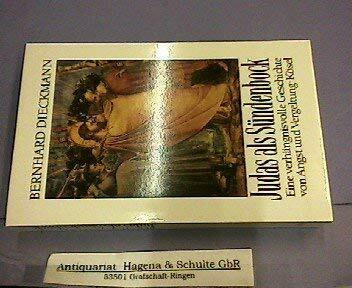 BERNHARD DIECKMANN
Judas als Sündenbock
Eine verhängnisvolle Geschichte
von Angst und Vergeltung Kösel
Antiquariat Hagena & Schulte GbR
53501 Grafschaft-Ringen